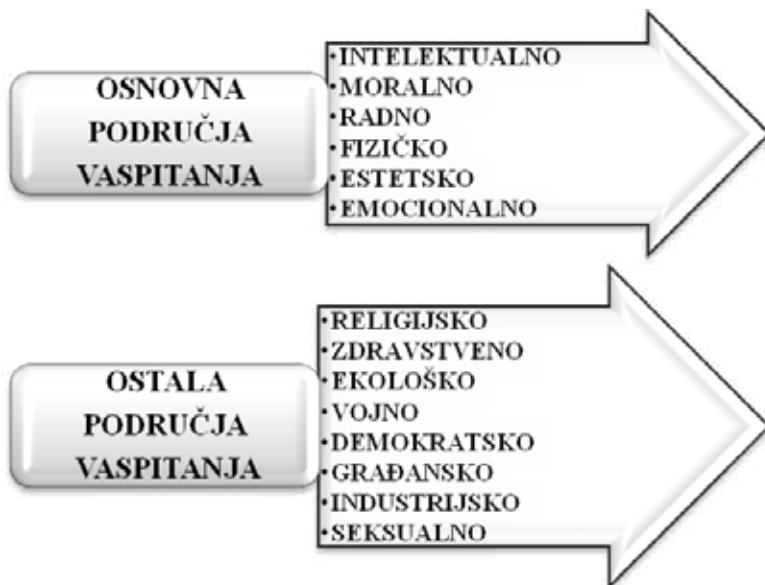 OSNOVNA
PODRUČJA
VASPITANJA
•INTELEKTUALNO
•MORALNO
•RADNO
•FIZIČKO
•ESTETSKO
•EMOCIONALNO
OSTALA
PODRUČJA
VASPITANJA
•RELIGIJSKO
•ZDRAVSTVENO
•EKOLOŠKO
•VOJNO
•DEMOKRATSKO
•GRAĐANSKO
•INDUSTRIJSKO
•SEKSUALNO